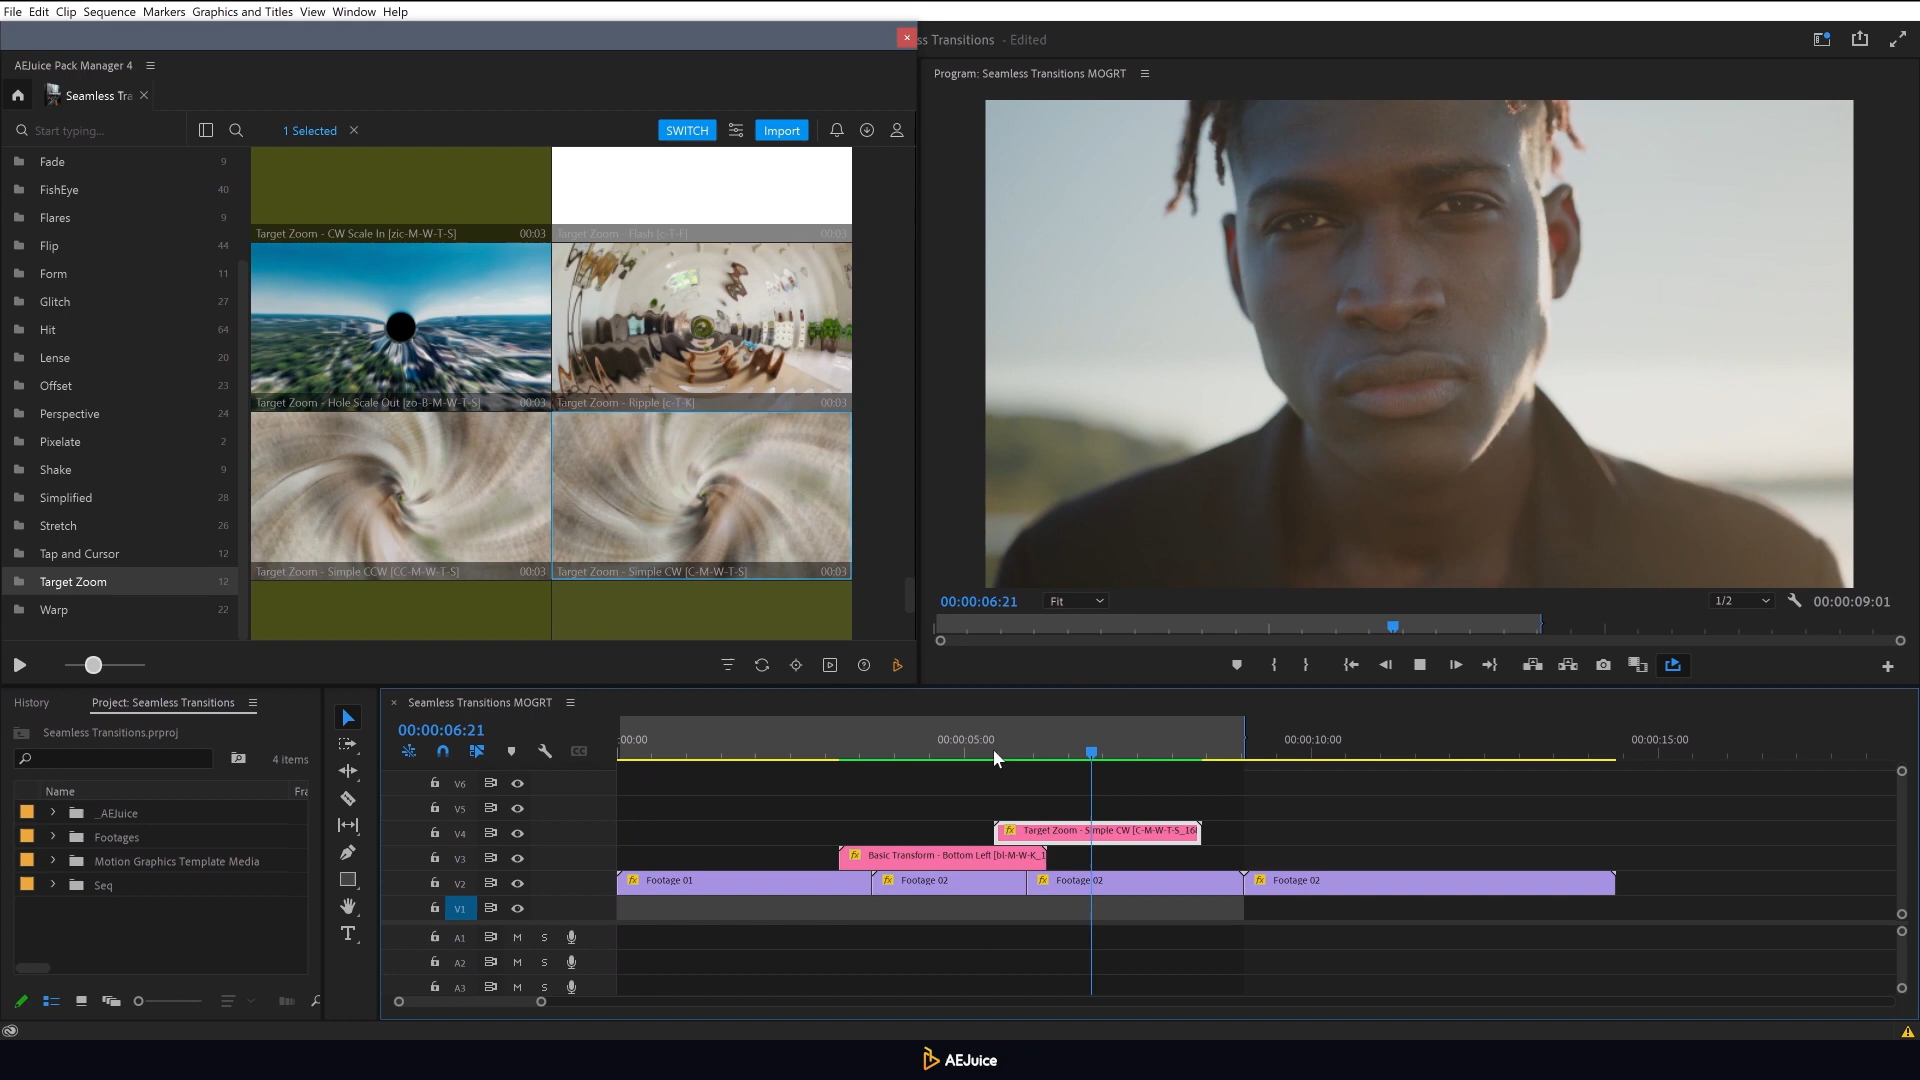 File Edit Clip Sequence Markers Graphics and Titles View Window Help
ss Transitions - Edited
AEJuice Pack Manager 4
Program: Seamless Transitions MOGRT
Seamless Tra
Start typing...
1 Selected
SWITCH
Import
Fade 9
FishEye 40
Flares 9
Flip 44
Form 11
Glitch 27
Hit 64
Lense 20
Offset 23
Perspective 24
Pixelate 2
Shake 9
Simplified 28
Stretch 26
Tap and Cursor 12
Target Zoom 12
Warp 22
Target Zoom - CW Scale In [zic-M-W-T-S] 00:03
Target Zoom - Flash [c-T-F] 00:03
Target Zoom - Hole Scale Out [zo-B-M-W-T-S] 00:03
Target Zoom - Ripple [c-T-K] 00:03
Target Zoom - Simple CCW [CC-M-W-T-S] 00:03
Target Zoom - Simple CW [C-M-W-T-S] 00:03
00:00:06:21
Fit
1/2
00:00:09:01
History
Project: Seamless Transitions
Seamless Transitions.prproj
4 items
Name
Fra
_AEJuice
Footages
Motion Graphics Template Media
Seq
Seamless Transitions MOGRT
00:00:06:21
:00:00
00:00:05:00
00:00:10:00
00:00:15:00
V6
V5
V4
fx Target Zoom - Simple CW [C-M-W-T-S_16
V3
fx Basic Transform - Bottom Left [bl-M-W-K_1
V2
fx Footage 01
fx Footage 02
fx Footage 02
fx Footage 02
V1
A1 M S
A2 M S
A3 M S
AEJuice